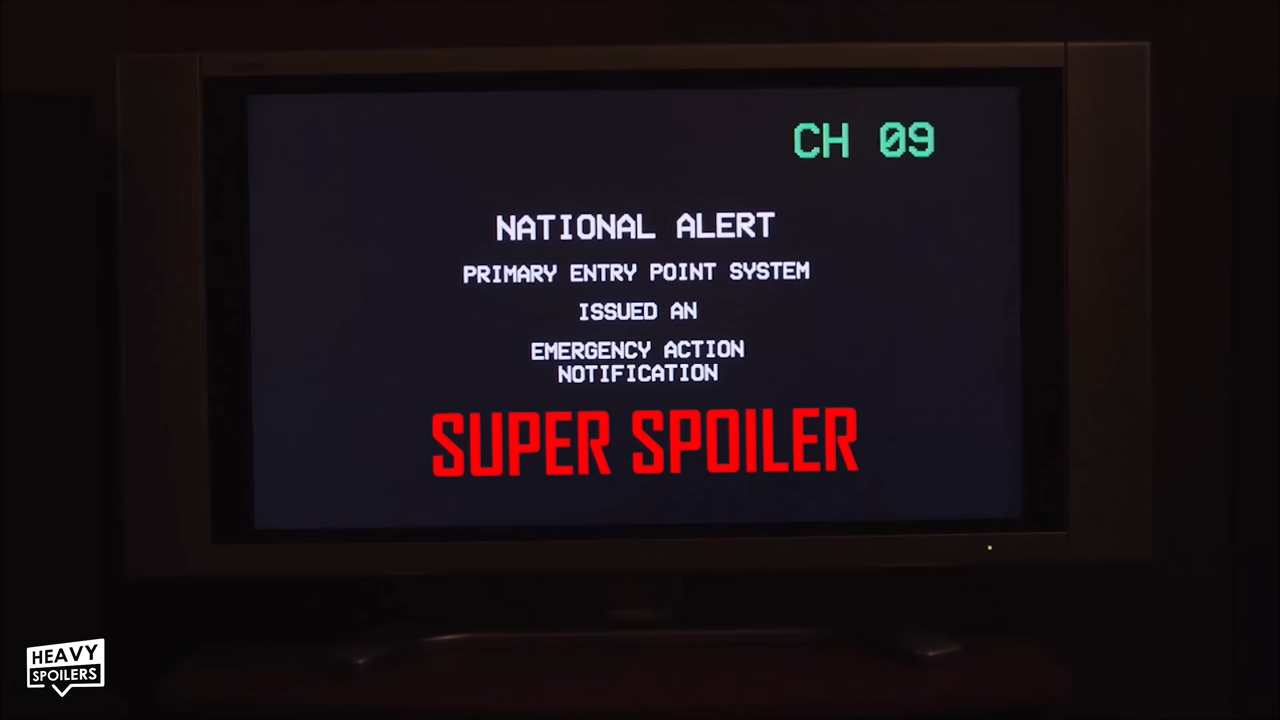 CH 09
NATIONAL ALERT
PRIMARY ENTRY POINT SYSTEM
ISSUED AN
EMERGENCY ACTION
NOTIFICATION
SUPER SPOILER
HEAVY
SPOILERS